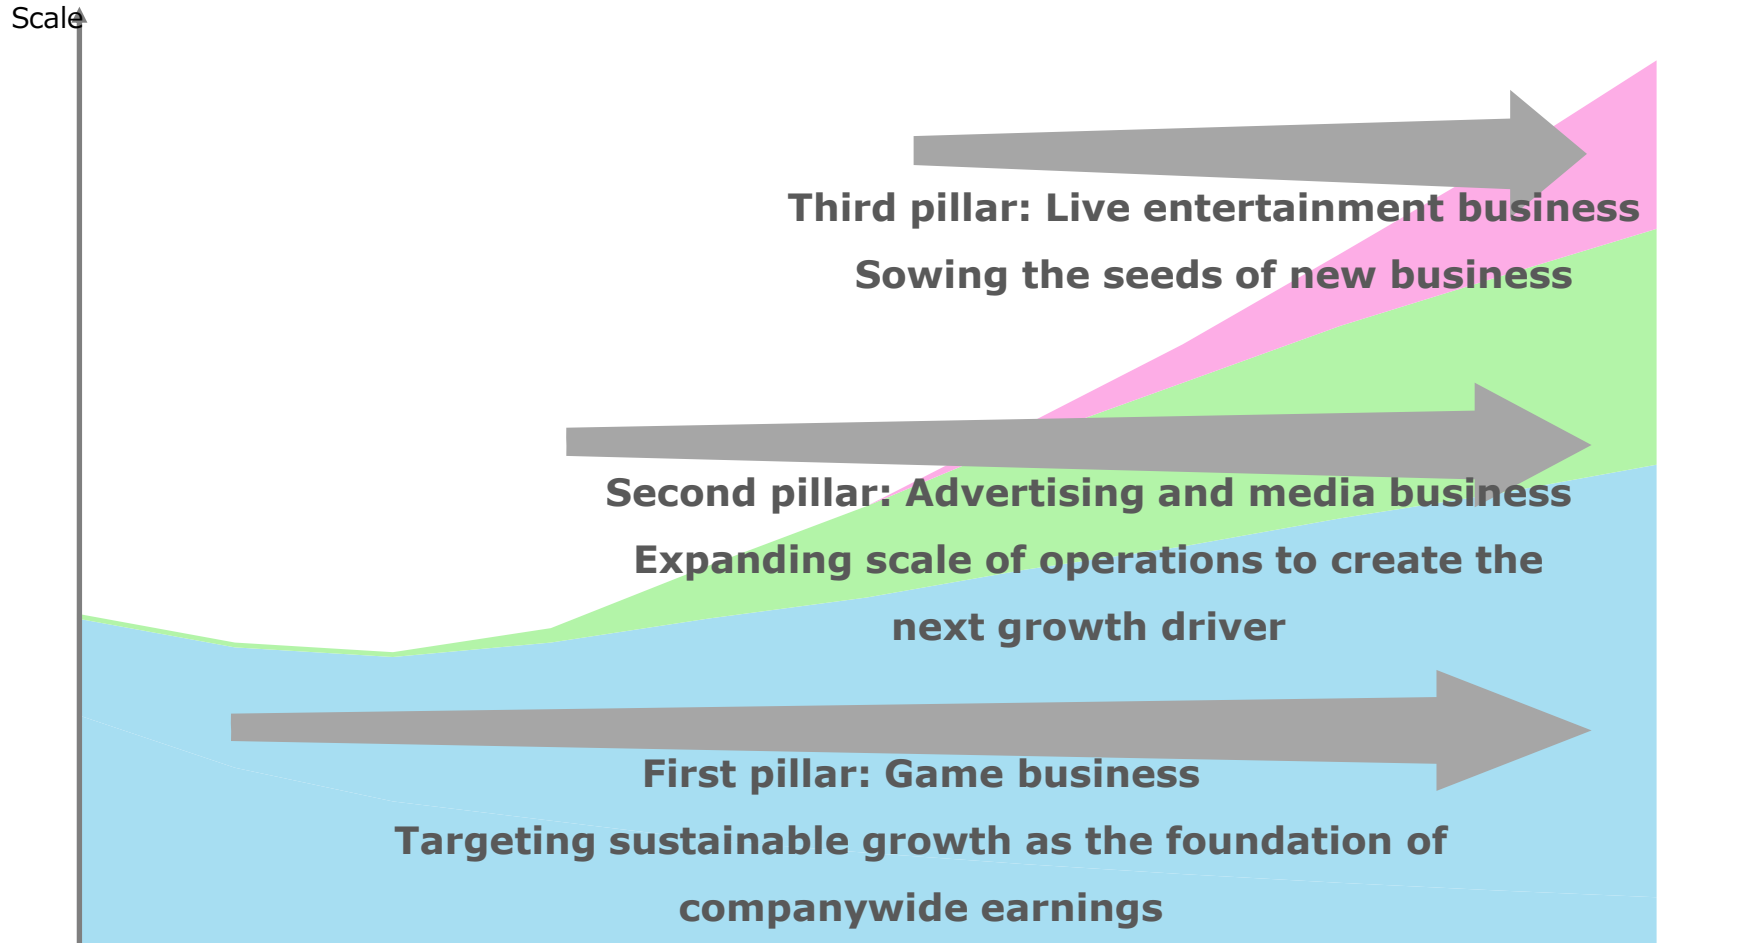 Scale
Third pillar: Live entertainment business
Sowing the seeds of new business
Second pillar: Advertising and media business
Expanding scale of operations to create the
next growth driver
First pillar: Game business
Targeting sustainable growth as the foundation of
companywide earnings